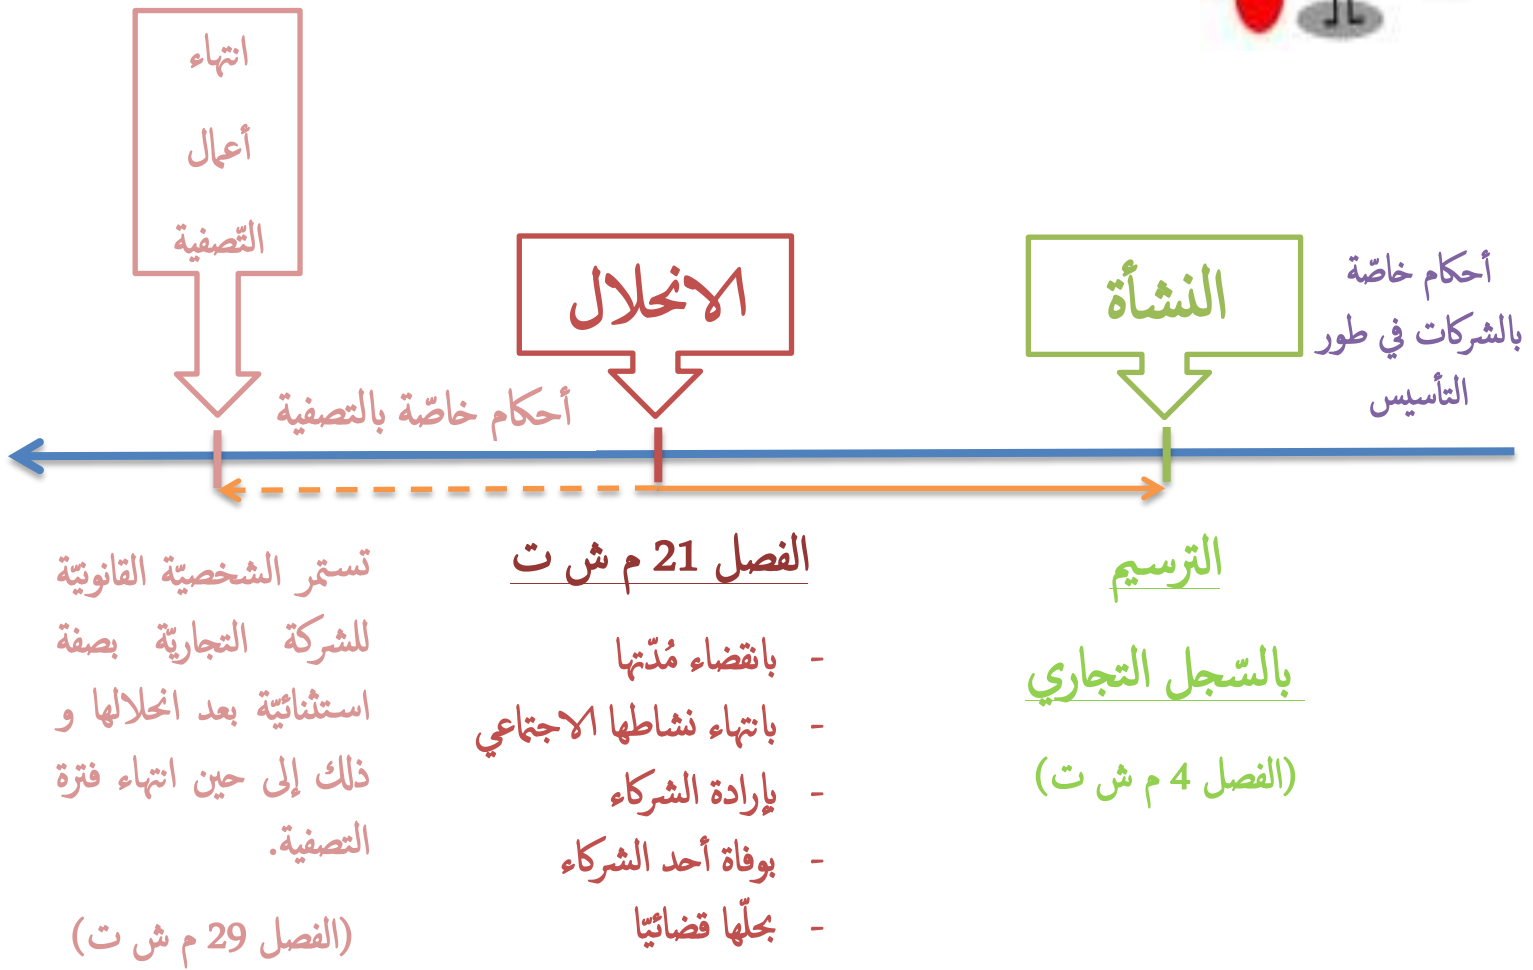 أحكام خاصّة
بالشركات في طور
التأسيس
النشأة
الانحلال
انتهاء
أعمال
التّصفية
أحكام خاصّة بالتصفية
الترسيم
بالسّجل التجاري
(الفصل 4 م ش ت)
الفصل 21 م ش ت
- بانقضاء مُدّتها
- بانتهاء نشاطها الاجتماعي
- بإرادة الشركاء
- بوفاة أحد الشركاء
- بحلّها قضائيّا
تستمر الشخصيّة القانونيّة
للشركة التجاريّة بصفة
استثنائيّة بعد انحلالها و
ذلك إلى حين انتهاء فترة
التصفية.
(الفصل 29 م ش ت)